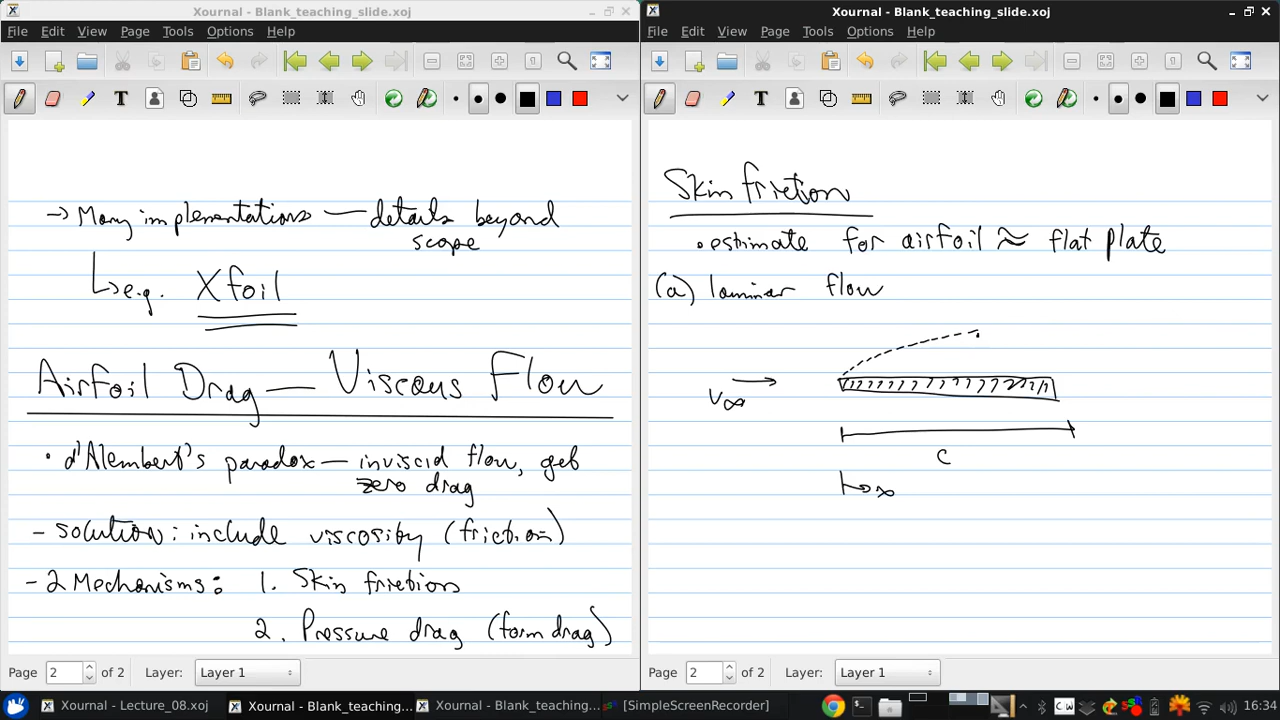 Xournal - Blank_teaching_slide.xoj
File Edit View Page Tools Options Help
→ Many implementations — details beyond
scope
↳ e.g. Xfoil
Airfoil Drag — Viscous Flow
• d'Alembert's paradox — inviscid flow, get
zero drag
- solution: include viscosity (friction)
- 2 Mechanisms: 1. Skin frictions
2. Pressure drag (form drag)
Page 2 of 2 Layer: Layer 1
Xournal - Blank_teaching_slide.xoj
File Edit View Page Tools Options Help
Skin friction
• estimate for airfoil ≈ flat plate
(a) laminar flow
V∞
c
x
Page 2 of 2 Layer: Layer 1
Xournal - Lecture_08.xoj Xournal - Blank_teaching... Xournal - Blank_teaching... [SimpleScreenRecorder] 16:34